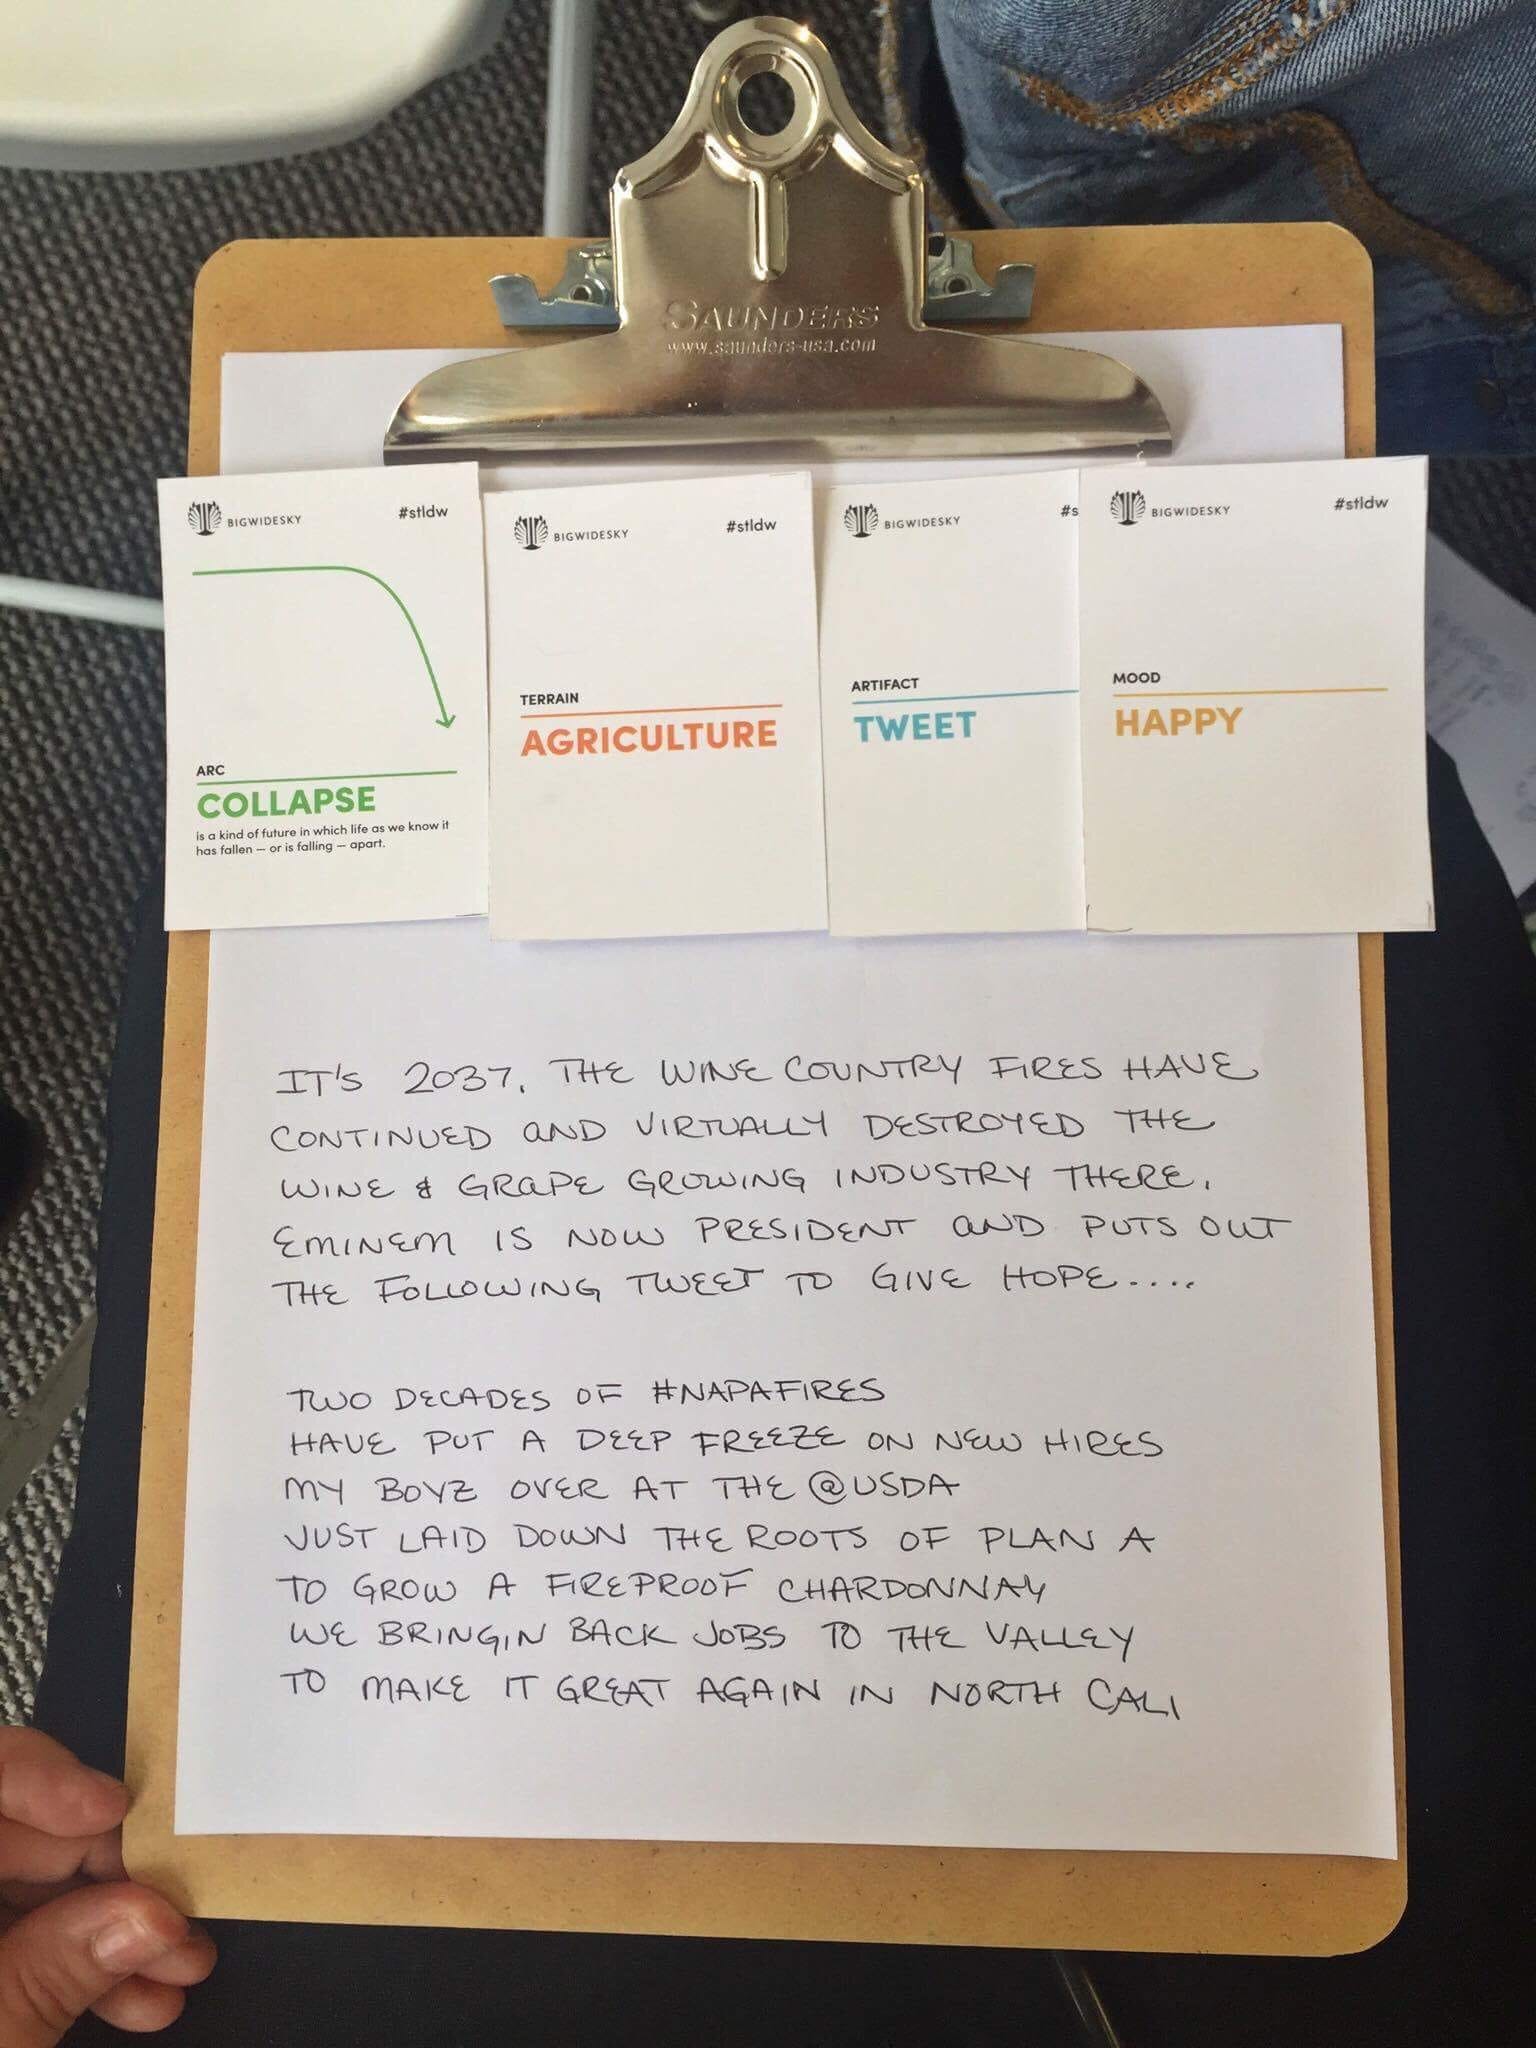 SAUNDERS
www.saunders-usa.com
BIGWIDESKY #stldw
ARC
COLLAPSE
is a kind of future in which life as we know it
has fallen — or is falling — apart.
BIGWIDESKY #stldw
TERRAIN
AGRICULTURE
BIGWIDESKY #s
ARTIFACT
TWEET
BIGWIDESKY #stldw
MOOD
HAPPY
IT'S 2037. THE WINE COUNTRY FIRES HAVE
CONTINUED AND VIRTUALLY DESTROYED THE
WINE & GRAPE GROWING INDUSTRY THERE.
EMINEM IS NOW PRESIDENT AND PUTS OUT
THE FOLLOWING TWEET TO GIVE HOPE....
TWO DECADES OF #NAPAFIRES
HAVE PUT A DEEP FREEZE ON NEW HIRES
MY BOYZ OVER AT THE @USDA
JUST LAID DOWN THE ROOTS OF PLAN A
TO GROW A FIREPROOF CHARDONNAY
WE BRINGIN BACK JOBS TO THE VALLEY
TO MAKE IT GREAT AGAIN IN NORTH CALI